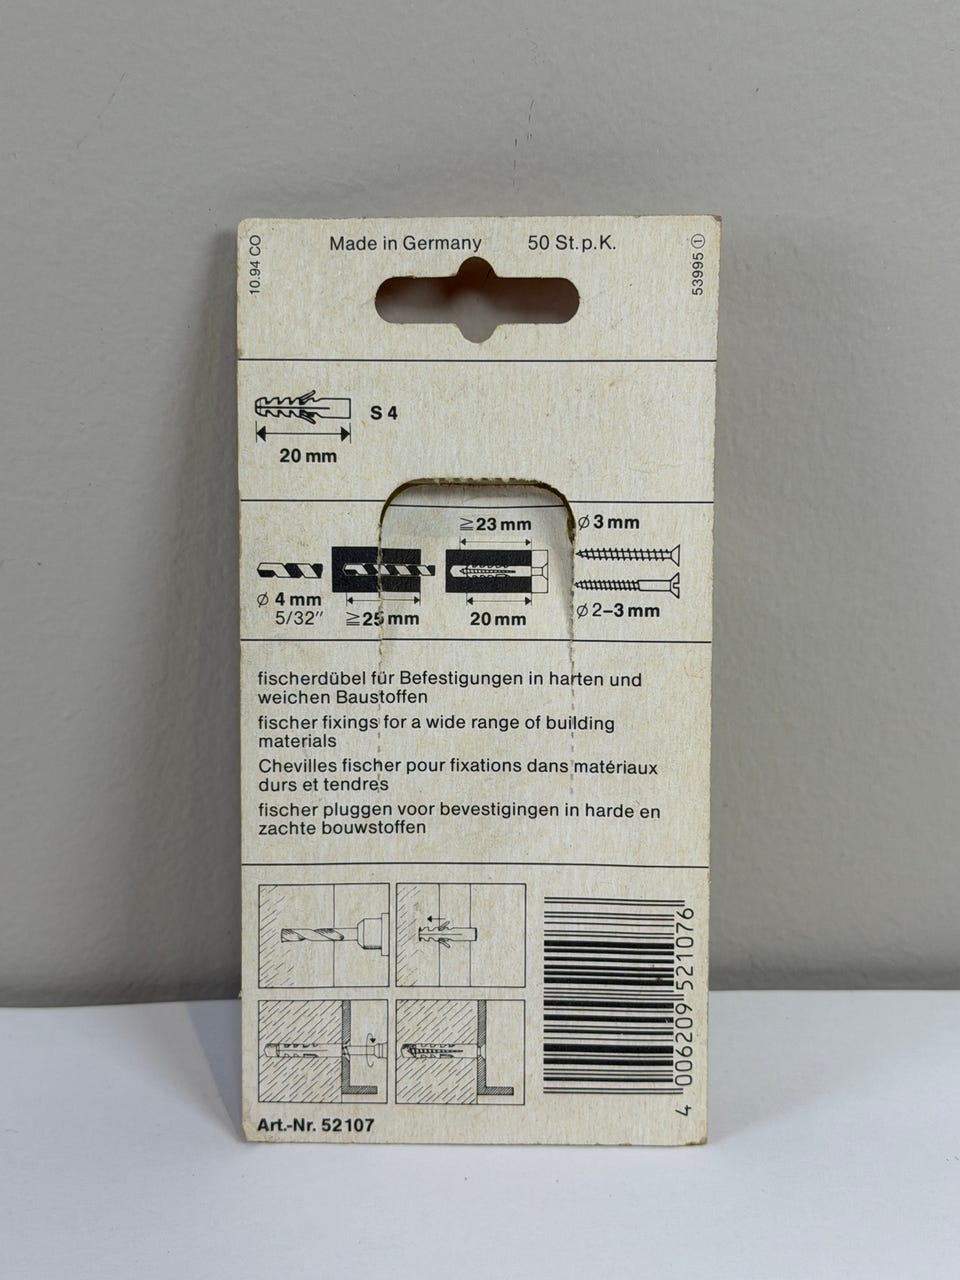 10.94 CO
Made in Germany 50 St.p.K.
53995 ①
S 4
20 mm
≧23 mm
∅ 3 mm
∅ 4 mm
5/32″
≧25 mm
20 mm
∅ 2–3 mm
fischerdübel für Befestigungen in harten und
weichen Baustoffen
fischer fixings for a wide range of building
materials
Chevilles fischer pour fixations dans matériaux
durs et tendres
fischer pluggen voor bevestigingen in harde en
zachte bouwstoffen
4 006209 521076
Art.-Nr. 52107